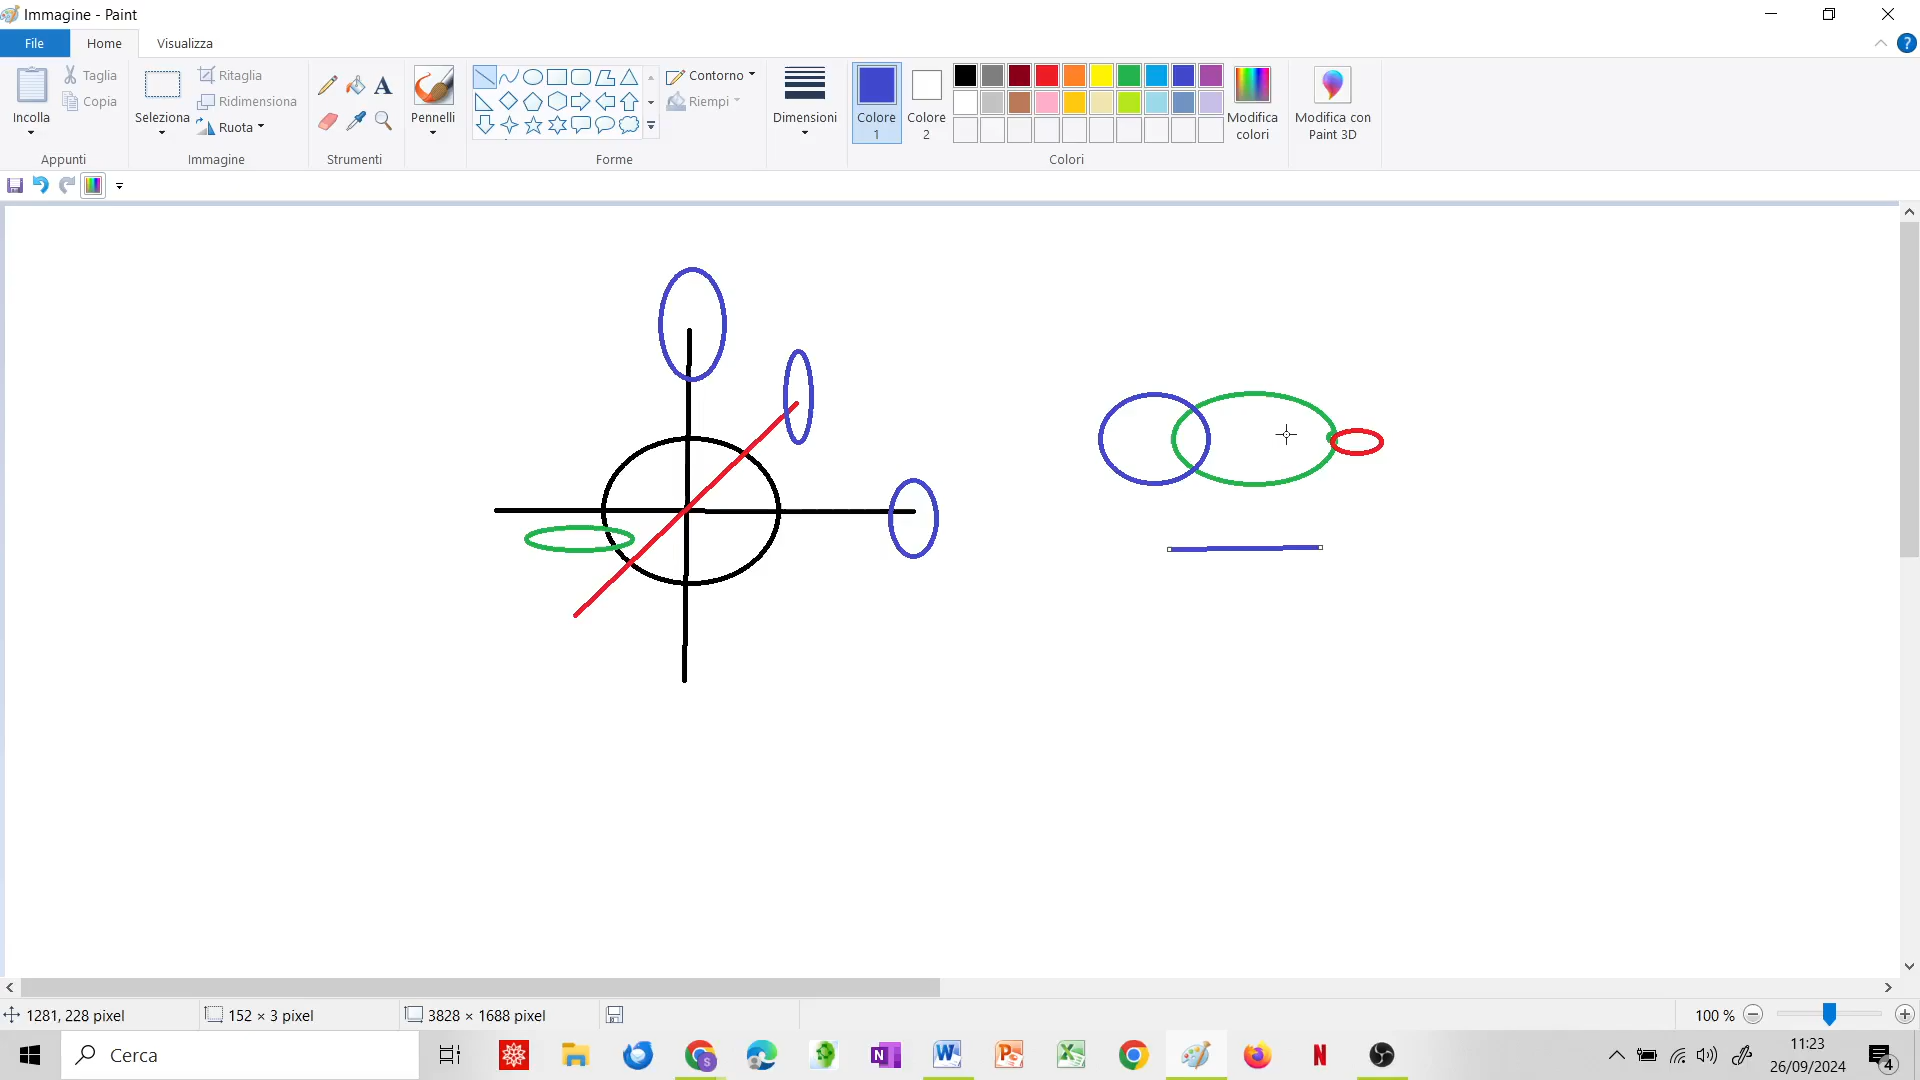 Immagine - Paint
File Home Visualizza
Incolla
Taglia
Copia
Appunti
Seleziona
Ritaglia
Ridimensiona
Ruota
Immagine
Strumenti
Pennelli
Forme
Contorno
Riempi
Dimensioni
Colore
1
Colore
2
Colori
Modifica
colori
Modifica con
Paint 3D
1281, 228 pixel 152 × 3 pixel 3828 × 1688 pixel 100 %
Cerca
11:23
26/09/2024
4